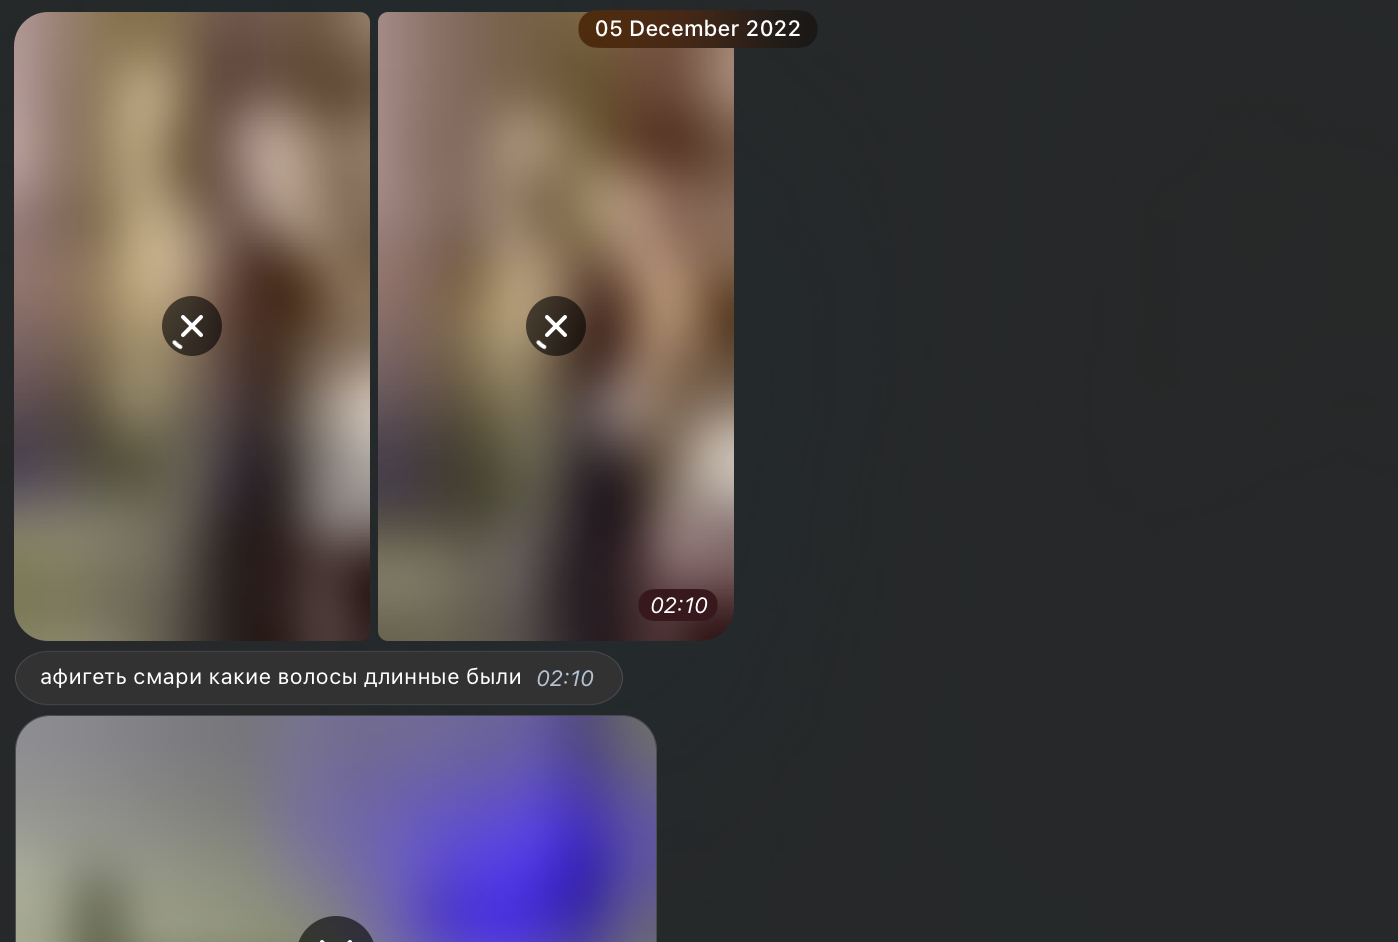 05 December 2022
02:10
афигеть смари какие волосы длинные были 02:10